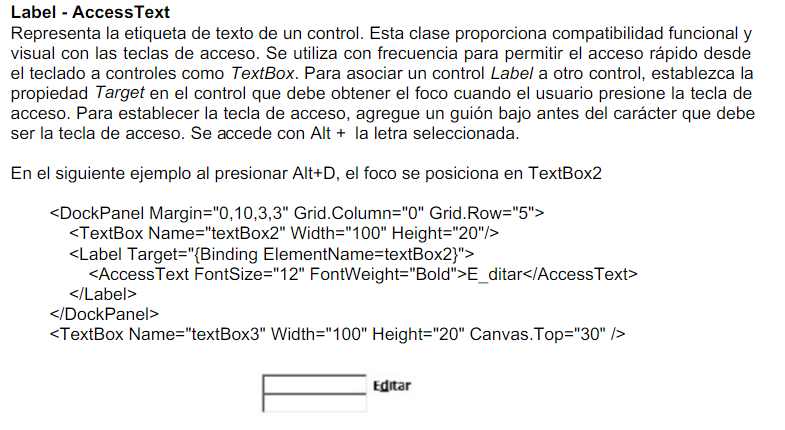 Label - AccessText
Representa la etiqueta de texto de un control. Esta clase proporciona compatibilidad funcional y
visual con las teclas de acceso. Se utiliza con frecuencia para permitir el acceso rápido desde
el teclado a controles como TextBox. Para asociar un control Label a otro control, establezca la
propiedad Target en el control que debe obtener el foco cuando el usuario presione la tecla de
acceso. Para establecer la tecla de acceso, agregue un guión bajo antes del carácter que debe
ser la tecla de acceso. Se accede con Alt + la letra seleccionada.
En el siguiente ejemplo al presionar Alt+D, el foco se posiciona en TextBox2
<DockPanel Margin="0,10,3,3" Grid.Column="0" Grid.Row="5">
<TextBox Name="textBox2" Width="100" Height="20"/>
<Label Target="{Binding ElementName=textBox2}">
<AccessText FontSize="12" FontWeight="Bold">E_ditar</AccessText>
</Label>
</DockPanel>
<TextBox Name="textBox3" Width="100" Height="20" Canvas.Top="30" />
Editar